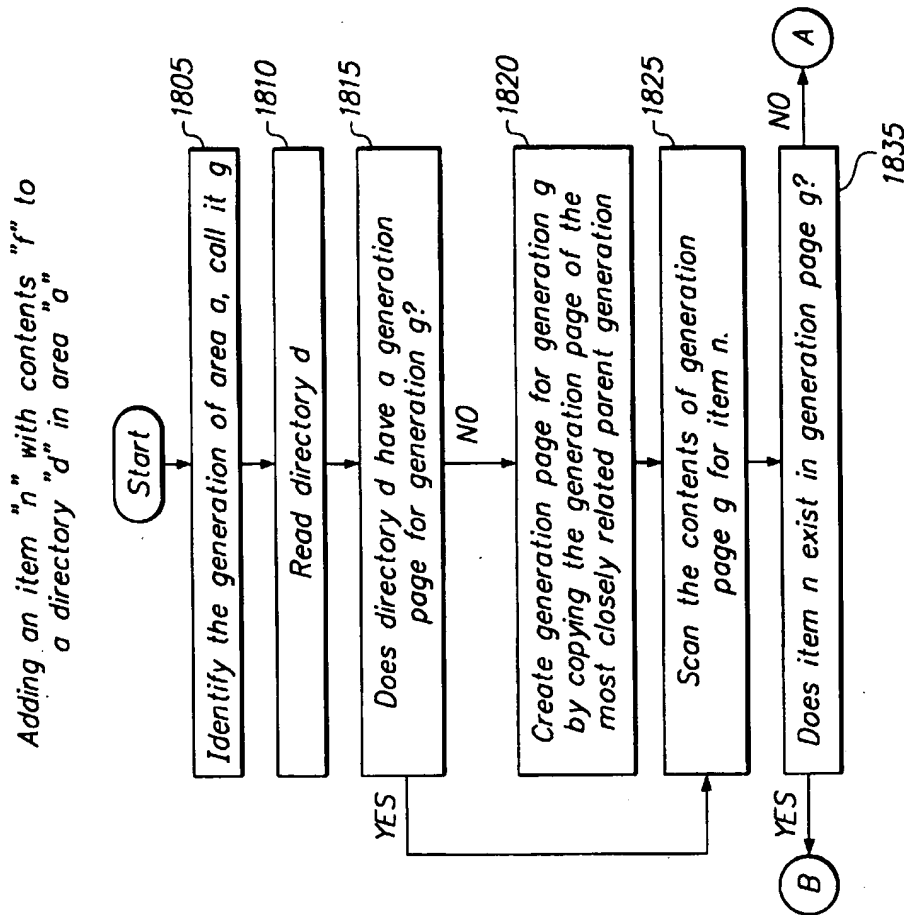 Adding an item "n" with contents "f" to
a directory "d" in area "a"
Start
1805
Identify the generation of area a, call it g
1810
Read directory d
1815
Does directory d have a generation
page for generation g?
YES
NO
1820
Create generation page for generation g
by copying the generation page of the
most closely related parent generation
1825
Scan the contents of generation
page g for item n.
Does item n exist in generation page g?
1835
YES
NO
B
A